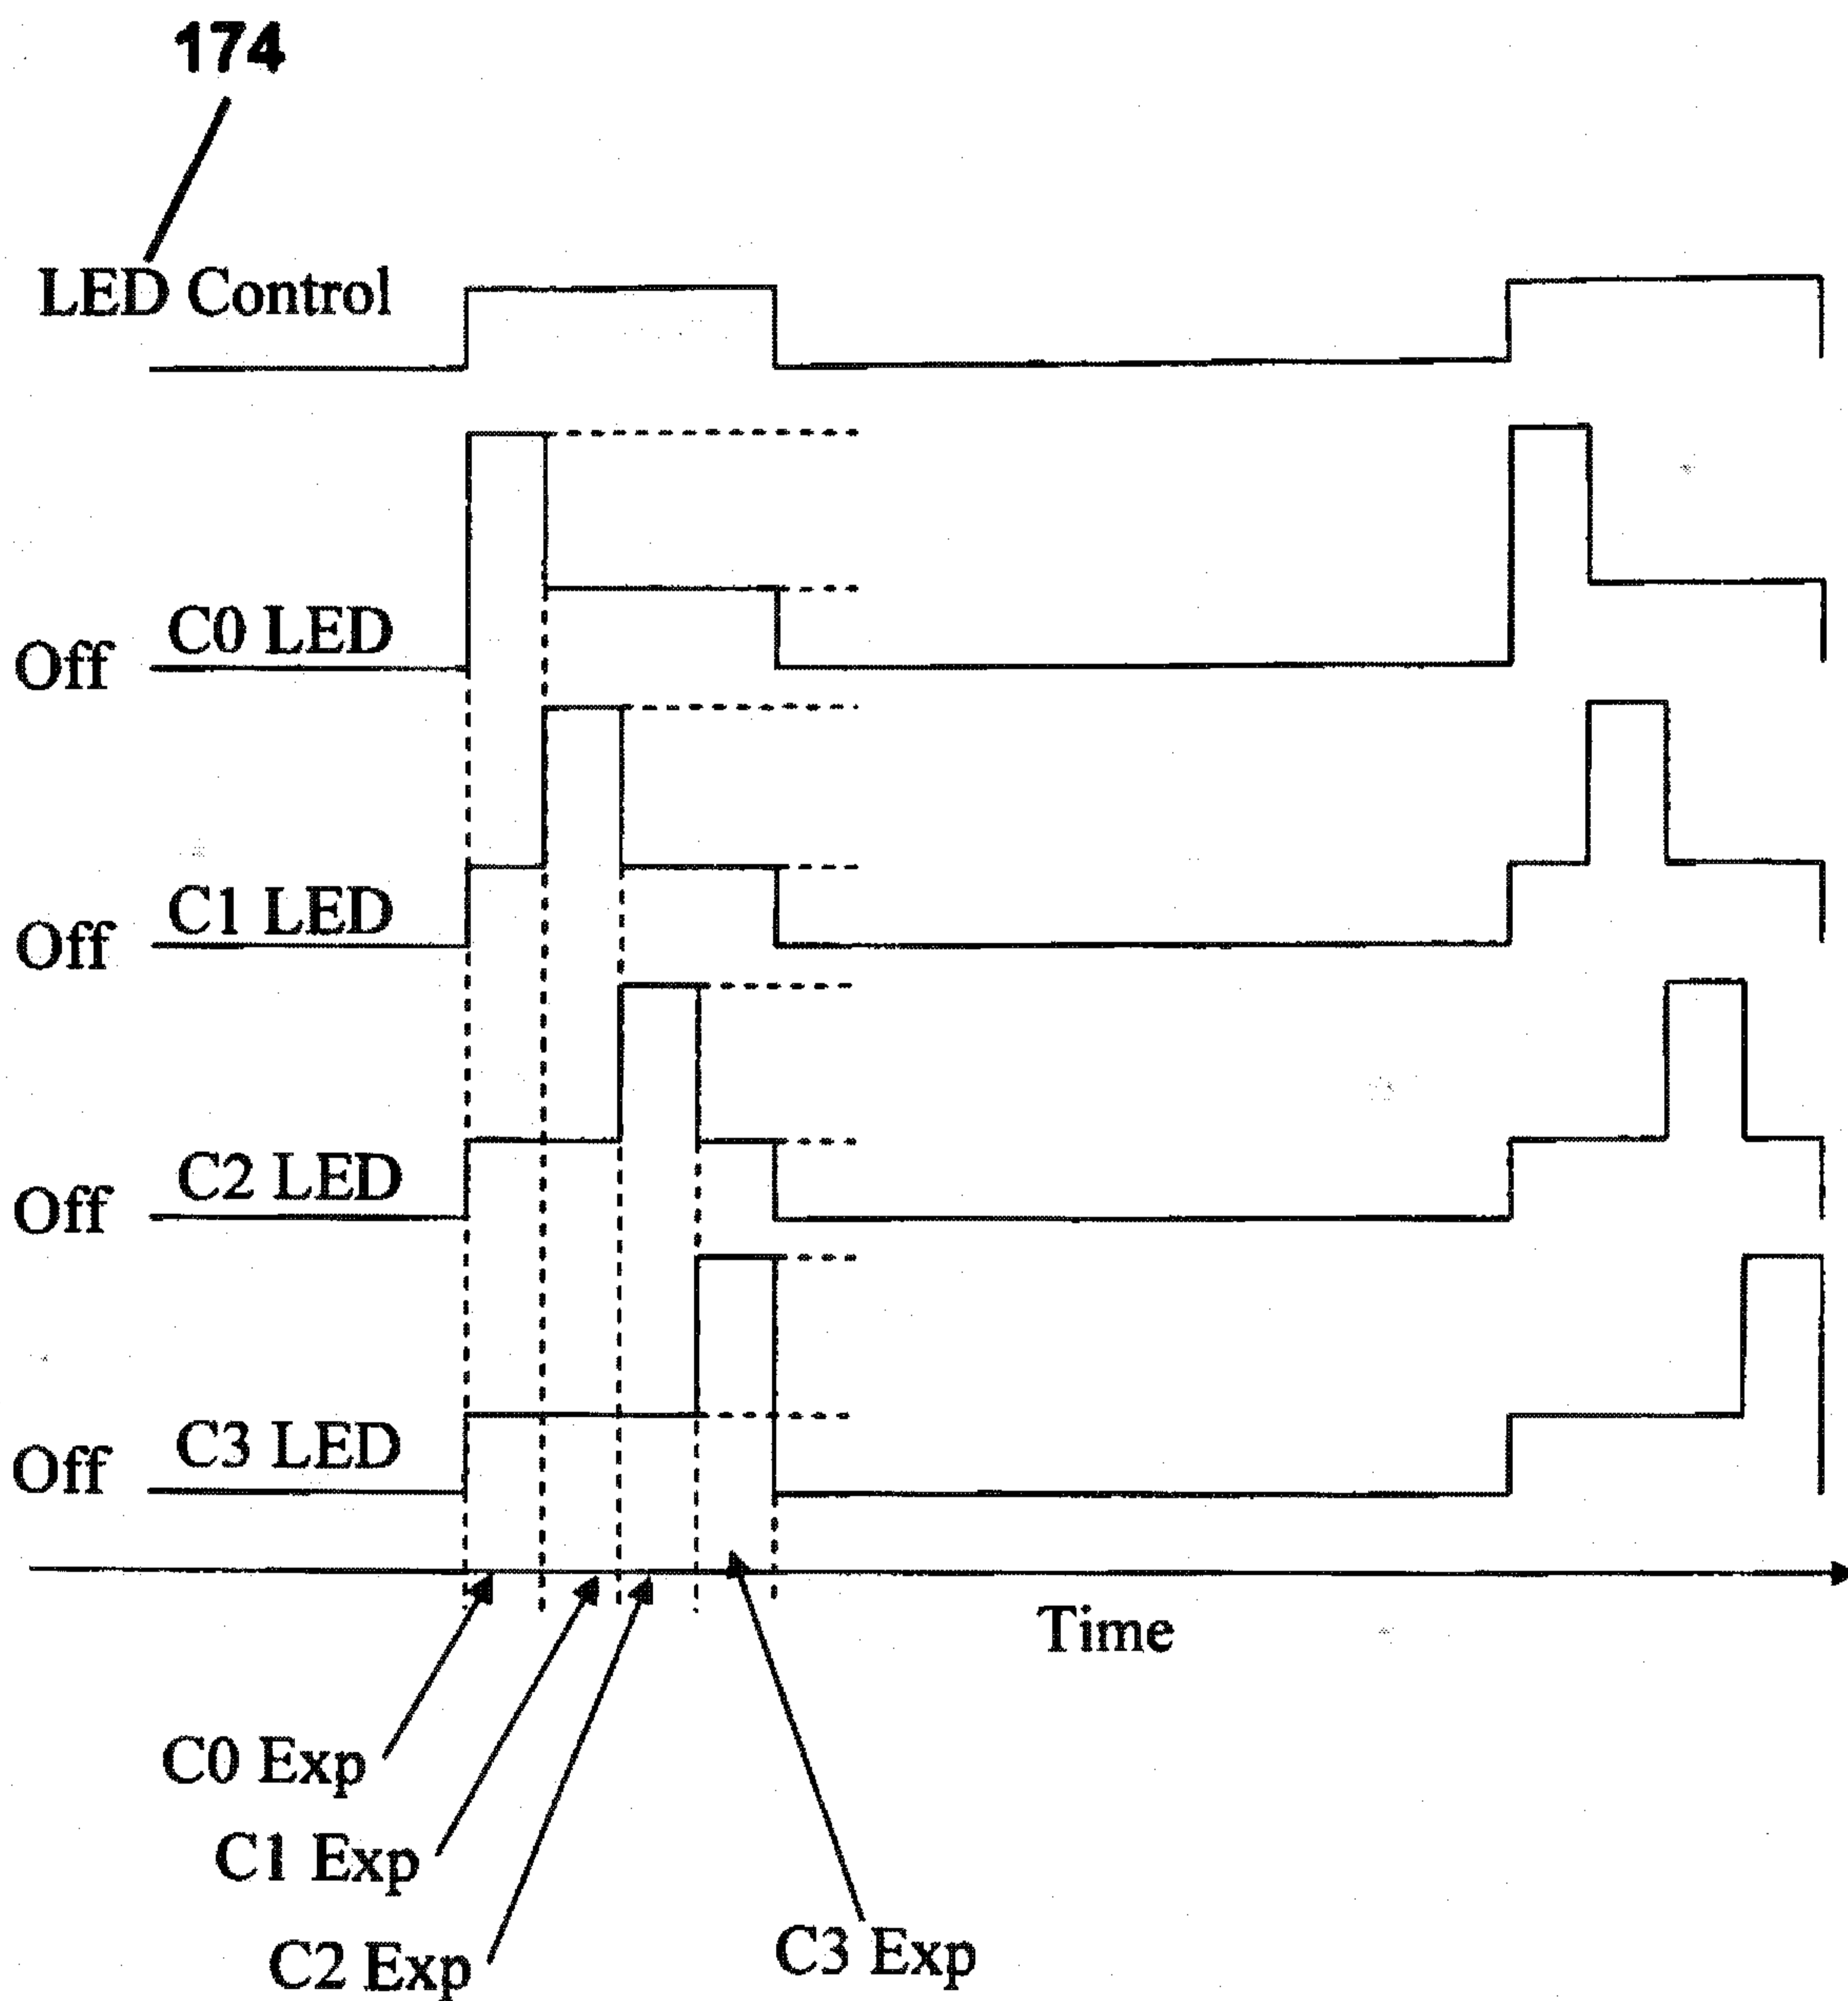 174
LED Control
C0 LED
Off
C1 LED
Off
C2 LED
Off
C3 LED
Off
Time
C0 Exp
C1 Exp
C2 Exp
C3 Exp